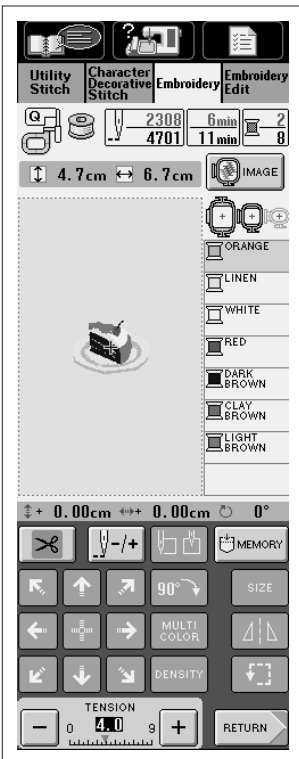 Utility Stitch
Character Decorative Stitch
Embroidery
Embroidery Edit
Q
2308
4701
6min
11min
2
8
4.7cm
6.7cm
IMAGE
ORANGE
LINEN
WHITE
RED
DARK BROWN
CLAY BROWN
LIGHT BROWN
+ 0.00cm
+ 0.00cm
0°
-/+
MEMORY
90°
SIZE
MULTI COLOR
DENSITY
TENSION
− 0 4.0 9 +
RETURN